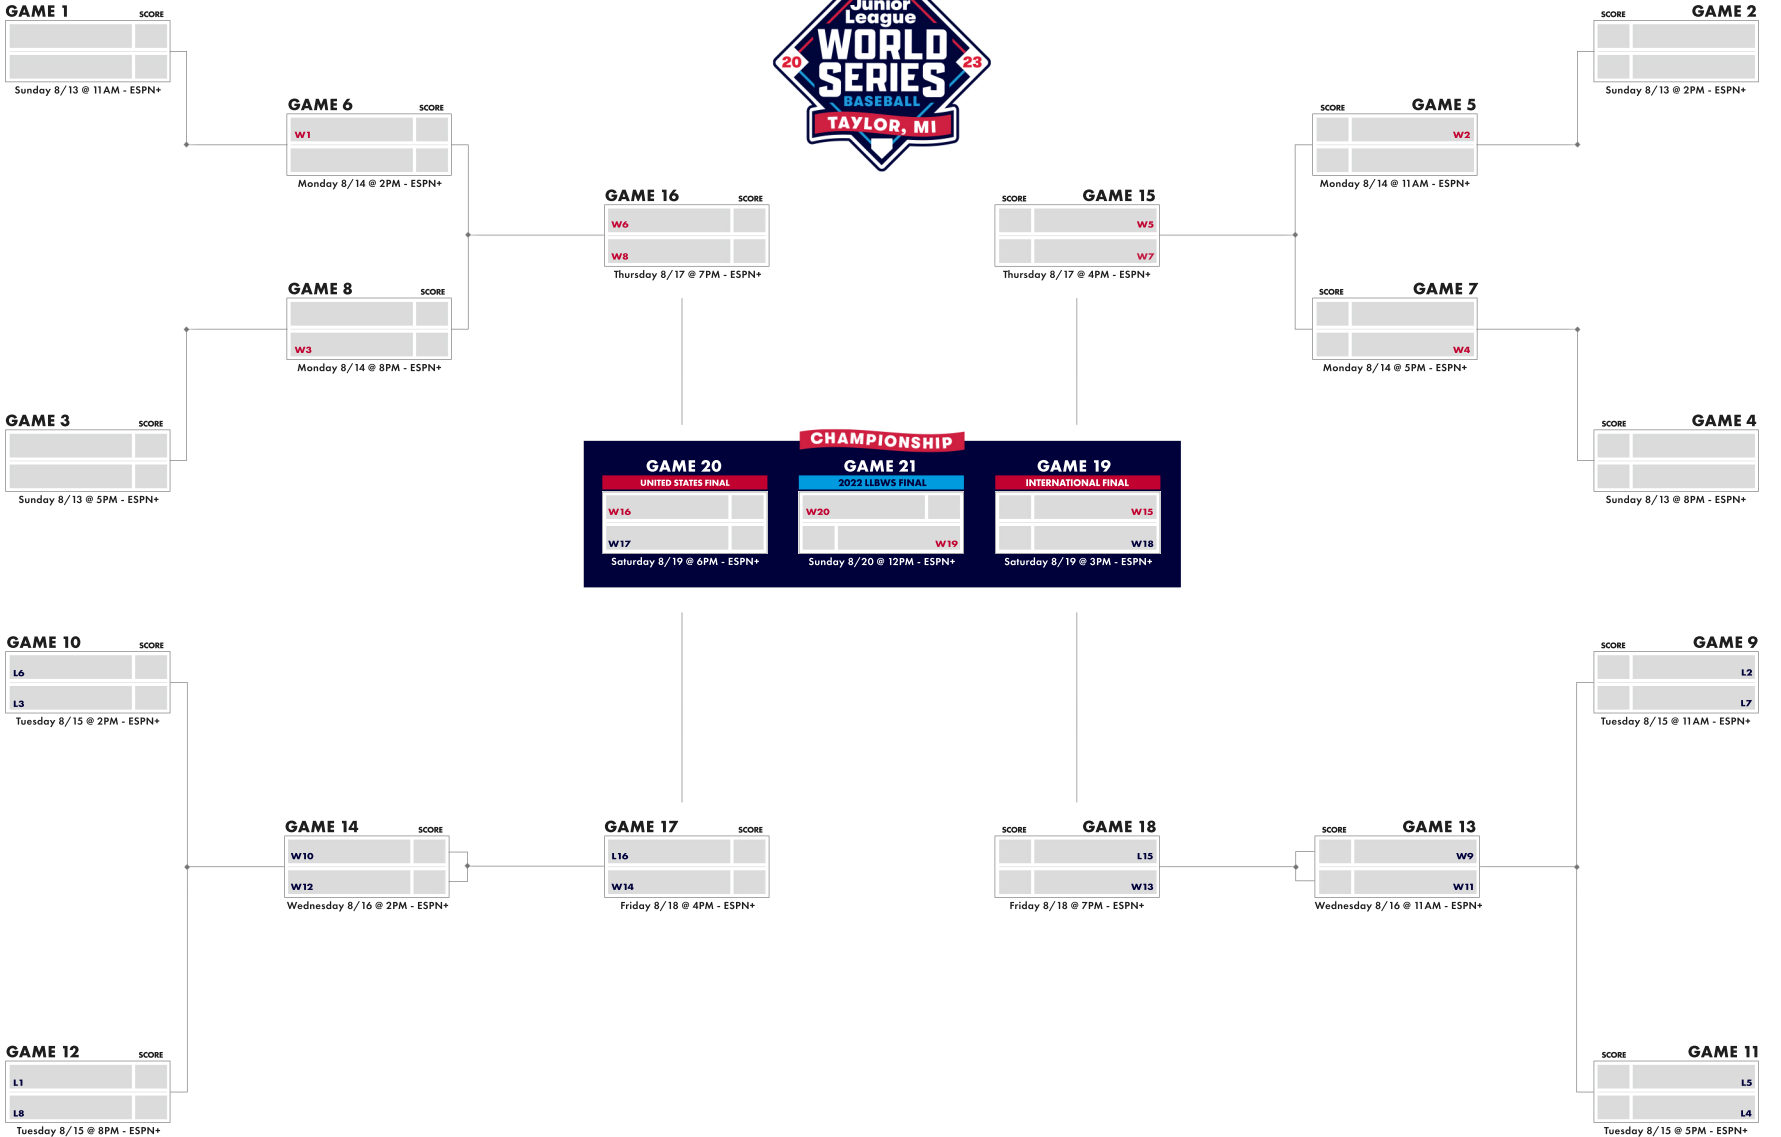 GAME 1 SCORE
Sunday 8/13 @ 11AM - ESPN+
Junior
League
WORLD
SERIES
20 23
BASEBALL
TAYLOR, MI
SCORE GAME 2
Sunday 8/13 @ 2PM - ESPN+
GAME 6 SCORE
W1
Monday 8/14 @ 2PM - ESPN+
SCORE GAME 5
W2
Monday 8/14 @ 11AM - ESPN+
GAME 16 SCORE
W6
W8
Thursday 8/17 @ 7PM - ESPN+
SCORE GAME 15
W5
W7
Thursday 8/17 @ 4PM - ESPN+
GAME 8 SCORE
W3
Monday 8/14 @ 8PM - ESPN+
SCORE GAME 7
W4
Monday 8/14 @ 5PM - ESPN+
GAME 3 SCORE
Sunday 8/13 @ 5PM - ESPN+
SCORE GAME 4
Sunday 8/13 @ 8PM - ESPN+
CHAMPIONSHIP
GAME 20
UNITED STATES FINAL
W16
W17
Saturday 8/19 @ 6PM - ESPN+
GAME 21
2022 LLBWS FINAL
W20
W19
Sunday 8/20 @ 12PM - ESPN+
GAME 19
INTERNATIONAL FINAL
W15
W18
Saturday 8/19 @ 3PM - ESPN+
GAME 10 SCORE
L6
L3
Tuesday 8/15 @ 2PM - ESPN+
SCORE GAME 9
L2
L7
Tuesday 8/15 @ 11AM - ESPN+
GAME 14 SCORE
W10
W12
Wednesday 8/16 @ 2PM - ESPN+
GAME 17 SCORE
L16
W14
Friday 8/18 @ 4PM - ESPN+
SCORE GAME 18
L15
W13
Friday 8/18 @ 7PM - ESPN+
SCORE GAME 13
W9
W11
Wednesday 8/16 @ 11AM - ESPN+
GAME 12 SCORE
L1
L8
Tuesday 8/15 @ 8PM - ESPN+
SCORE GAME 11
L5
L4
Tuesday 8/15 @ 5PM - ESPN+